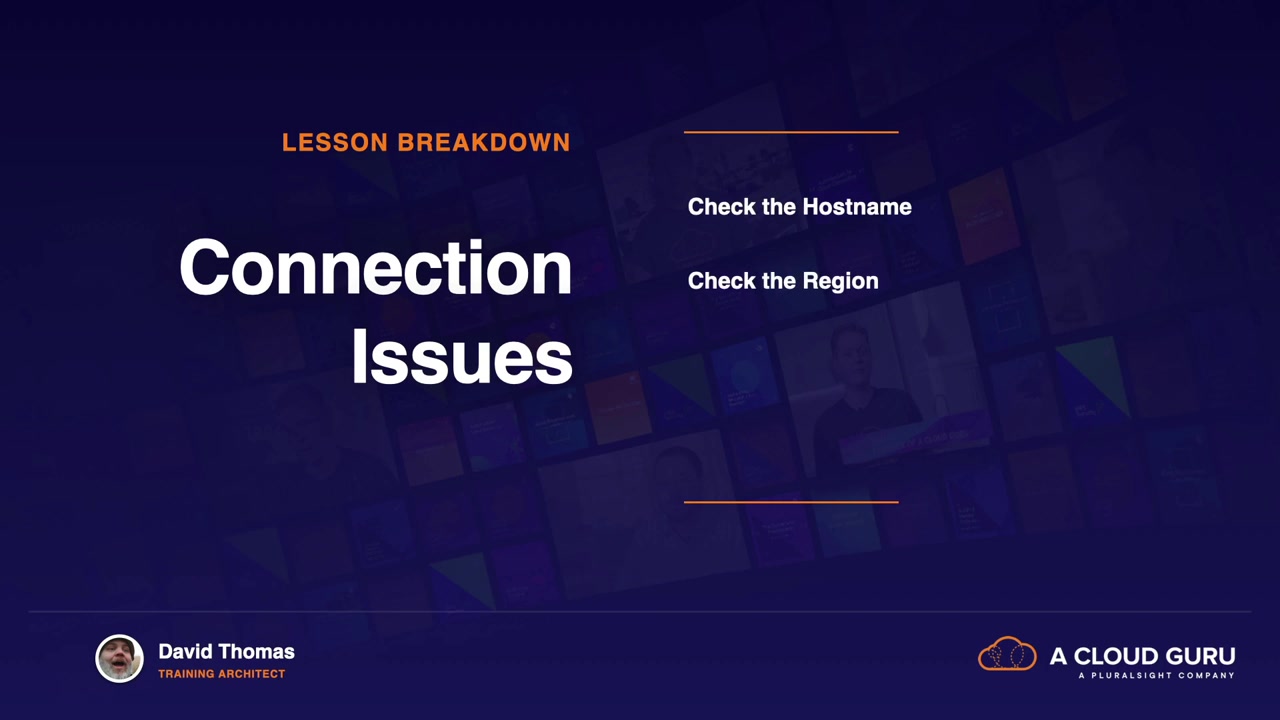 LESSON BREAKDOWN
Connection
Issues
Check the Hostname
Check the Region
David Thomas
TRAINING ARCHITECT
A CLOUD GURU
A PLURALSIGHT COMPANY